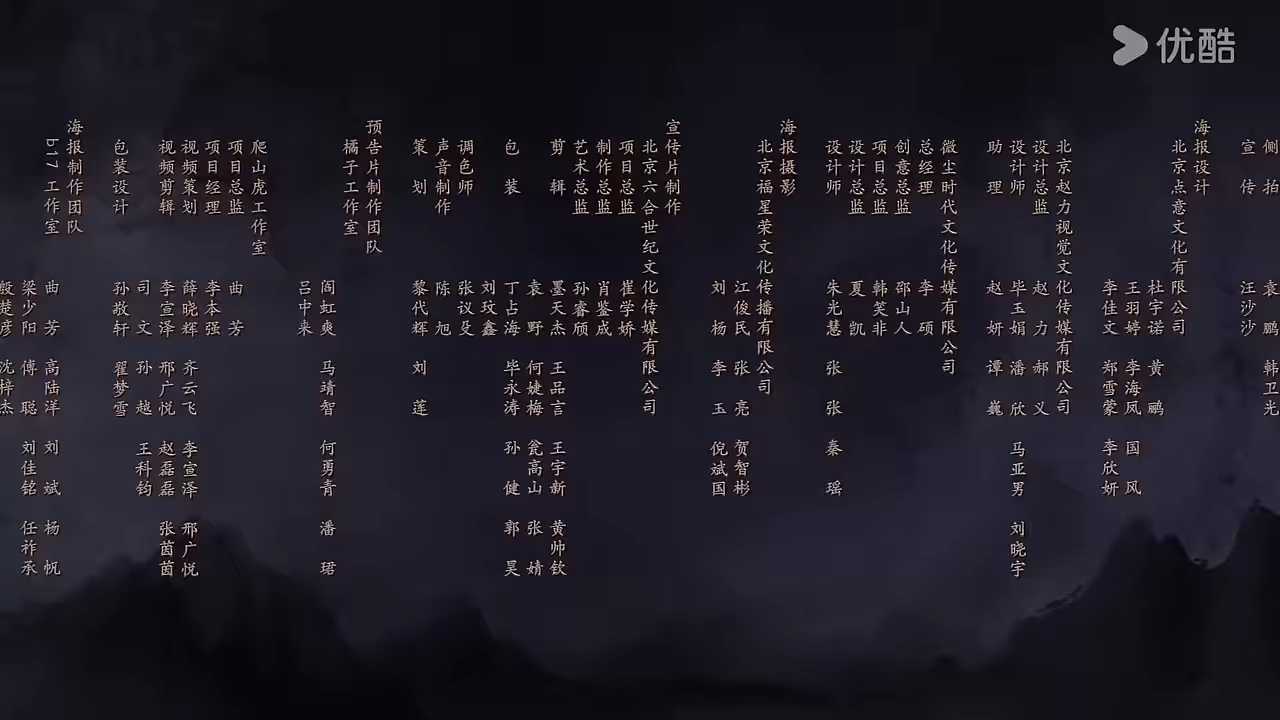 优酷
侧拍 袁鹏 韩卫光
宣传 汪沙沙
海报设计
北京点意文化有限公司
杜宇诺 黄鹂
王羽婷 李海凤 国风
李佳文 郑雪蒙 李欣妍
北京赵力视觉文化传媒有限公司
设计总监 赵力 郝义
设计师 毕玉娟 潘欣 马亚男 刘晓宇
助理 赵妍 谭巍
微尘时代文化传媒有限公司
总经理 李硕
创意总监 邵山人
项目总监 韩笑非
设计总监 夏凯
设计师 朱光慧 张张 秦瑶
海报摄影
北京福星荣文化传播有限公司
江俊民 张亮 贺智彬
刘杨 李玉 倪斌国
宣传片制作
北京六合世纪文化传媒有限公司
项目总监 崔学娇
制作总监 肖鉴成
艺术总监 孙睿颀
剪辑 墨天杰 王品言 王宇新 黄帅钦
袁野 何婕梅 瓮高山 张婧
包装 丁占海 毕永涛 孙健 郭昊
刘玟鑫
调色师 张议旻
声音制作 陈旭
策划 黎代辉 刘莲
预告片制作团队
橘子工作室
阎虹爽 马靖智 何勇青 潘珺
吕中来
爬山虎工作室
项目总监 曲芳
项目经理 李本强
视频策划 薛晓辉 齐云飞 李宣泽 邢广悦
视频剪辑 李宣泽 邢广悦 赵磊磊 张茵茵
司文 孙越 王科钧
包装设计 孙敬轩 翟梦雪
海报制作团队
b17工作室
曲芳 高陆洋 刘斌 杨帆
梁少阳 傅聪 刘佳铭 任祚承
殷楚彦 沈梓杰